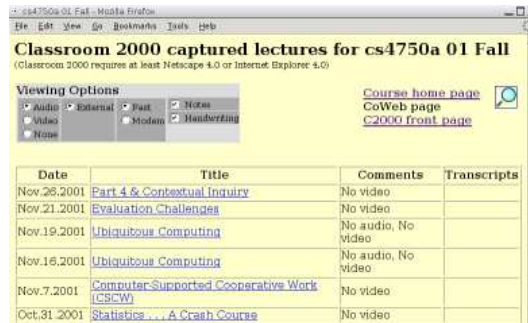 cs4750a 01 Fall - Mozilla Firefox
File Edit View Go Bookmarks Tools Help
Classroom 2000 captured lectures for cs4750a 01 Fall
(Classroom 2000 requires at least Netscape 4.0 or Internet Explorer 4.0)
Viewing Options
Audio External Fast Notes
Video Modem Handwriting
None
Course home page
CoWeb page
C2000 front page
Date Title Comments Transcripts
Nov.26.2001 Part 4 & Contextual Inquiry No video
Nov.21.2001 Evaluation Challenges No video
Nov.19.2001 Ubiquitous Computing No audio, No
video
Nov.16.2001 Ubiquitous Computing No audio, No
video
Nov.7.2001 Computer-Supported Cooperative Work
(CSCW) No video
Oct.31.2001 Statistics . . . A Crash Course No video